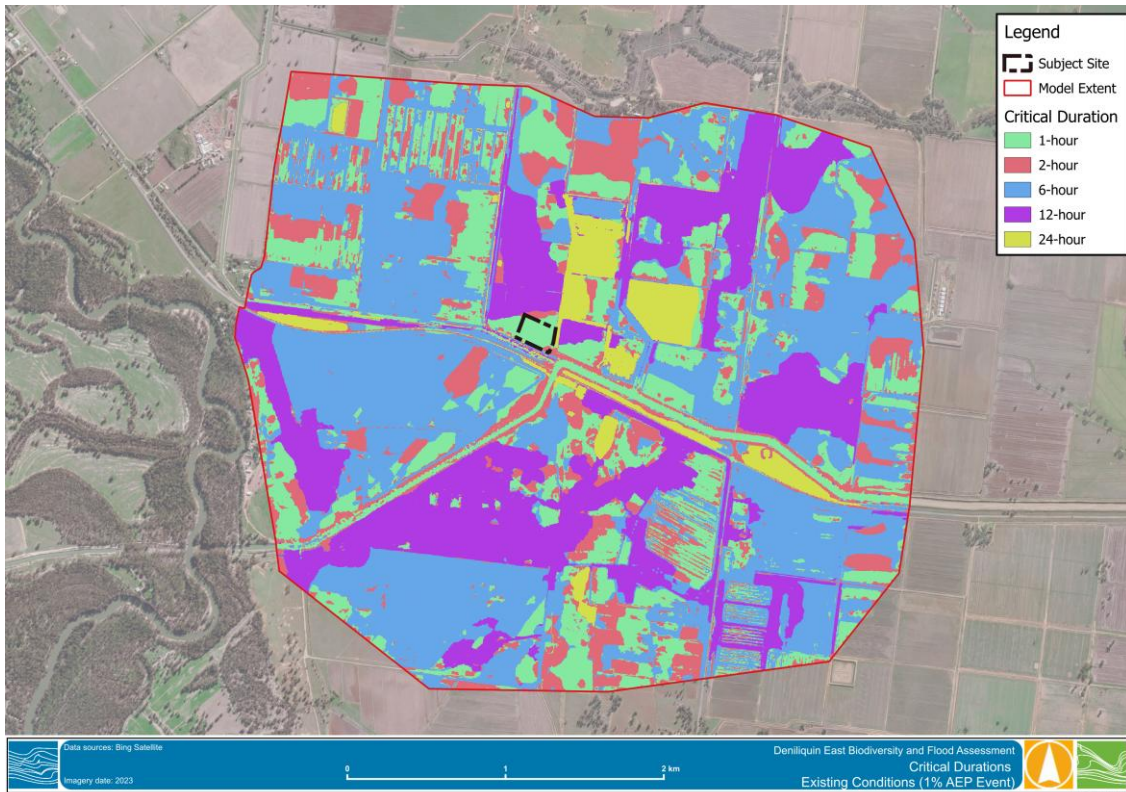 Legend
Subject Site
Model Extent
Critical Duration
1-hour
2-hour
6-hour
12-hour
24-hour
Data sources: Bing Satellite
Imagery date: 2023
0 1 2 km
Deniliquin East Biodiversity and Flood Assessment
Critical Durations
Existing Conditions (1% AEP Event)